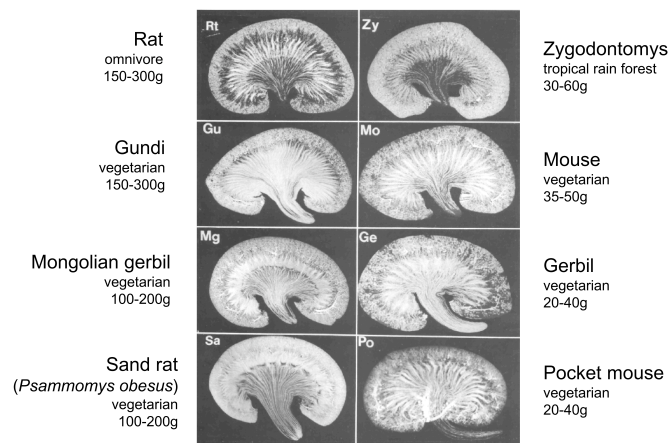 Rat
omnivore
150-300g
Rt
Zy
Zygodontomys
tropical rain forest
30-60g
Gundi
vegetarian
150-300g
Gu
Mo
Mouse
vegetarian
35-50g
Mongolian gerbil
vegetarian
100-200g
Mg
Ge
Gerbil
vegetarian
20-40g
Sand rat
(Psammomys obesus)
vegetarian
100-200g
Sa
Po
Pocket mouse
vegetarian
20-40g